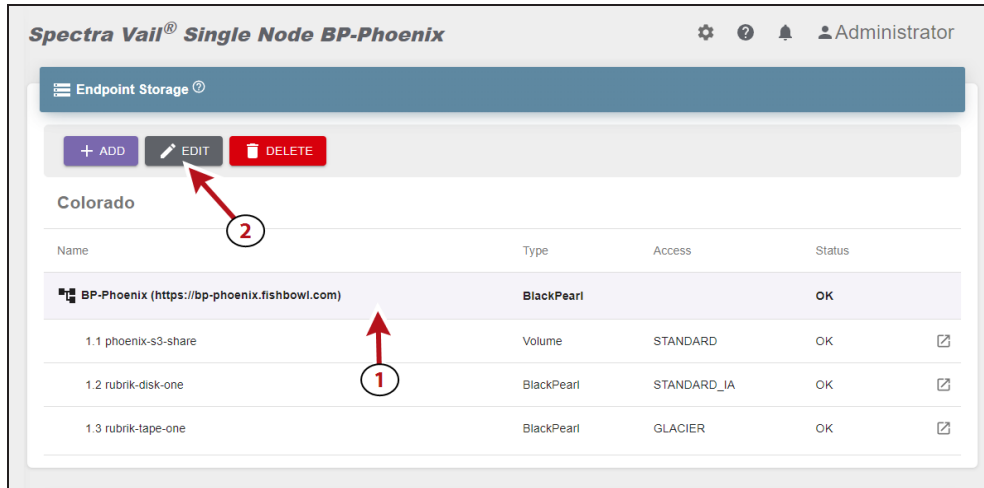 Spectra Vail® Single Node BP-Phoenix Administrator
Endpoint Storage
+ ADD EDIT DELETE
Colorado
2
Name Type Access Status
BP-Phoenix (https://bp-phoenix.fishbowl.com) BlackPearl OK
1.1 phoenix-s3-share Volume STANDARD OK
1
1.2 rubrik-disk-one BlackPearl STANDARD_IA OK
1.3 rubrik-tape-one BlackPearl GLACIER OK